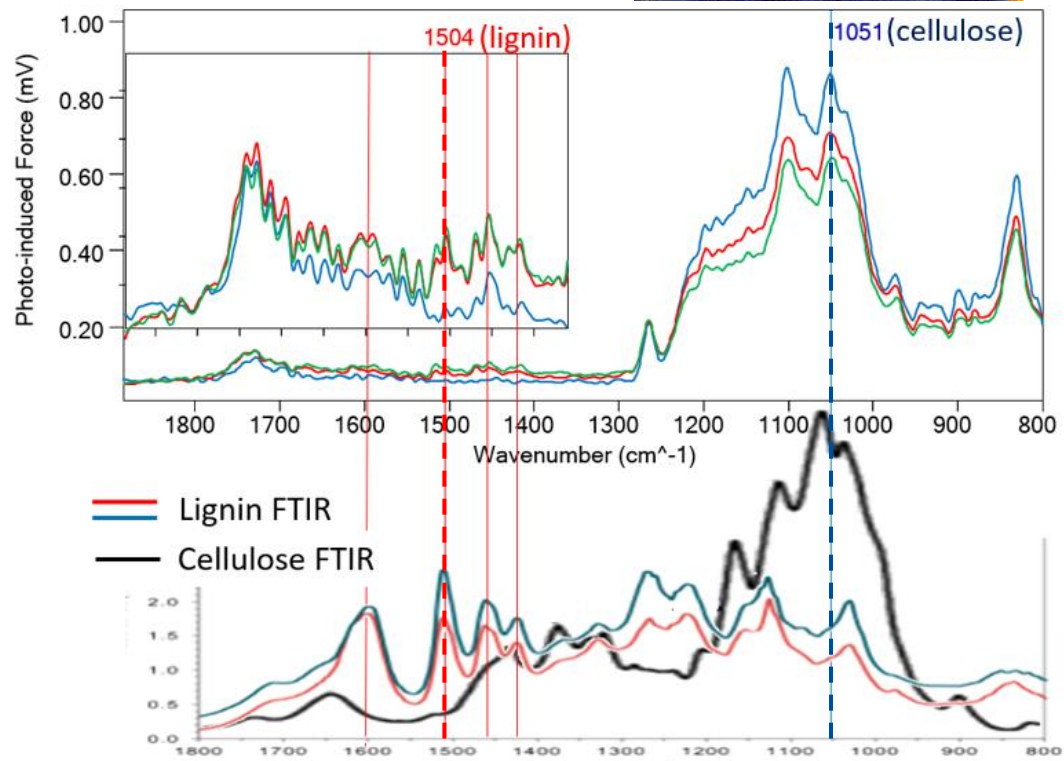 1504 (lignin)
1051 (cellulose)
Photo-induced Force (mV)
1.00
0.80
0.60
0.40
0.20
1800 1700 1600 1500 1400 1300 1200 1100 1000 900 800
Wavenumber (cm^-1)
Lignin FTIR
Cellulose FTIR
2.0
1.5
1.0
0.5
0.0
1800 1700 1600 1500 1400 1300 1200 1100 1000 900 800